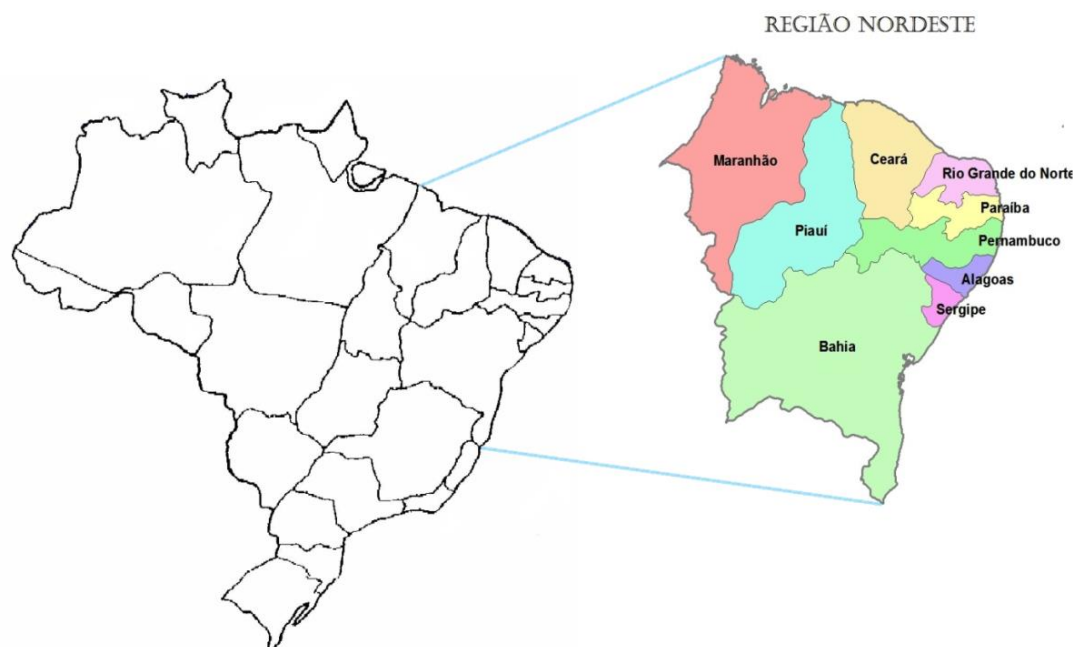 REGIÃO NORDESTE
Maranhão
Ceará
Rio Grande do Norte
Paraíba
Piauí
Pernambuco
Alagoas
Sergipe
Bahia